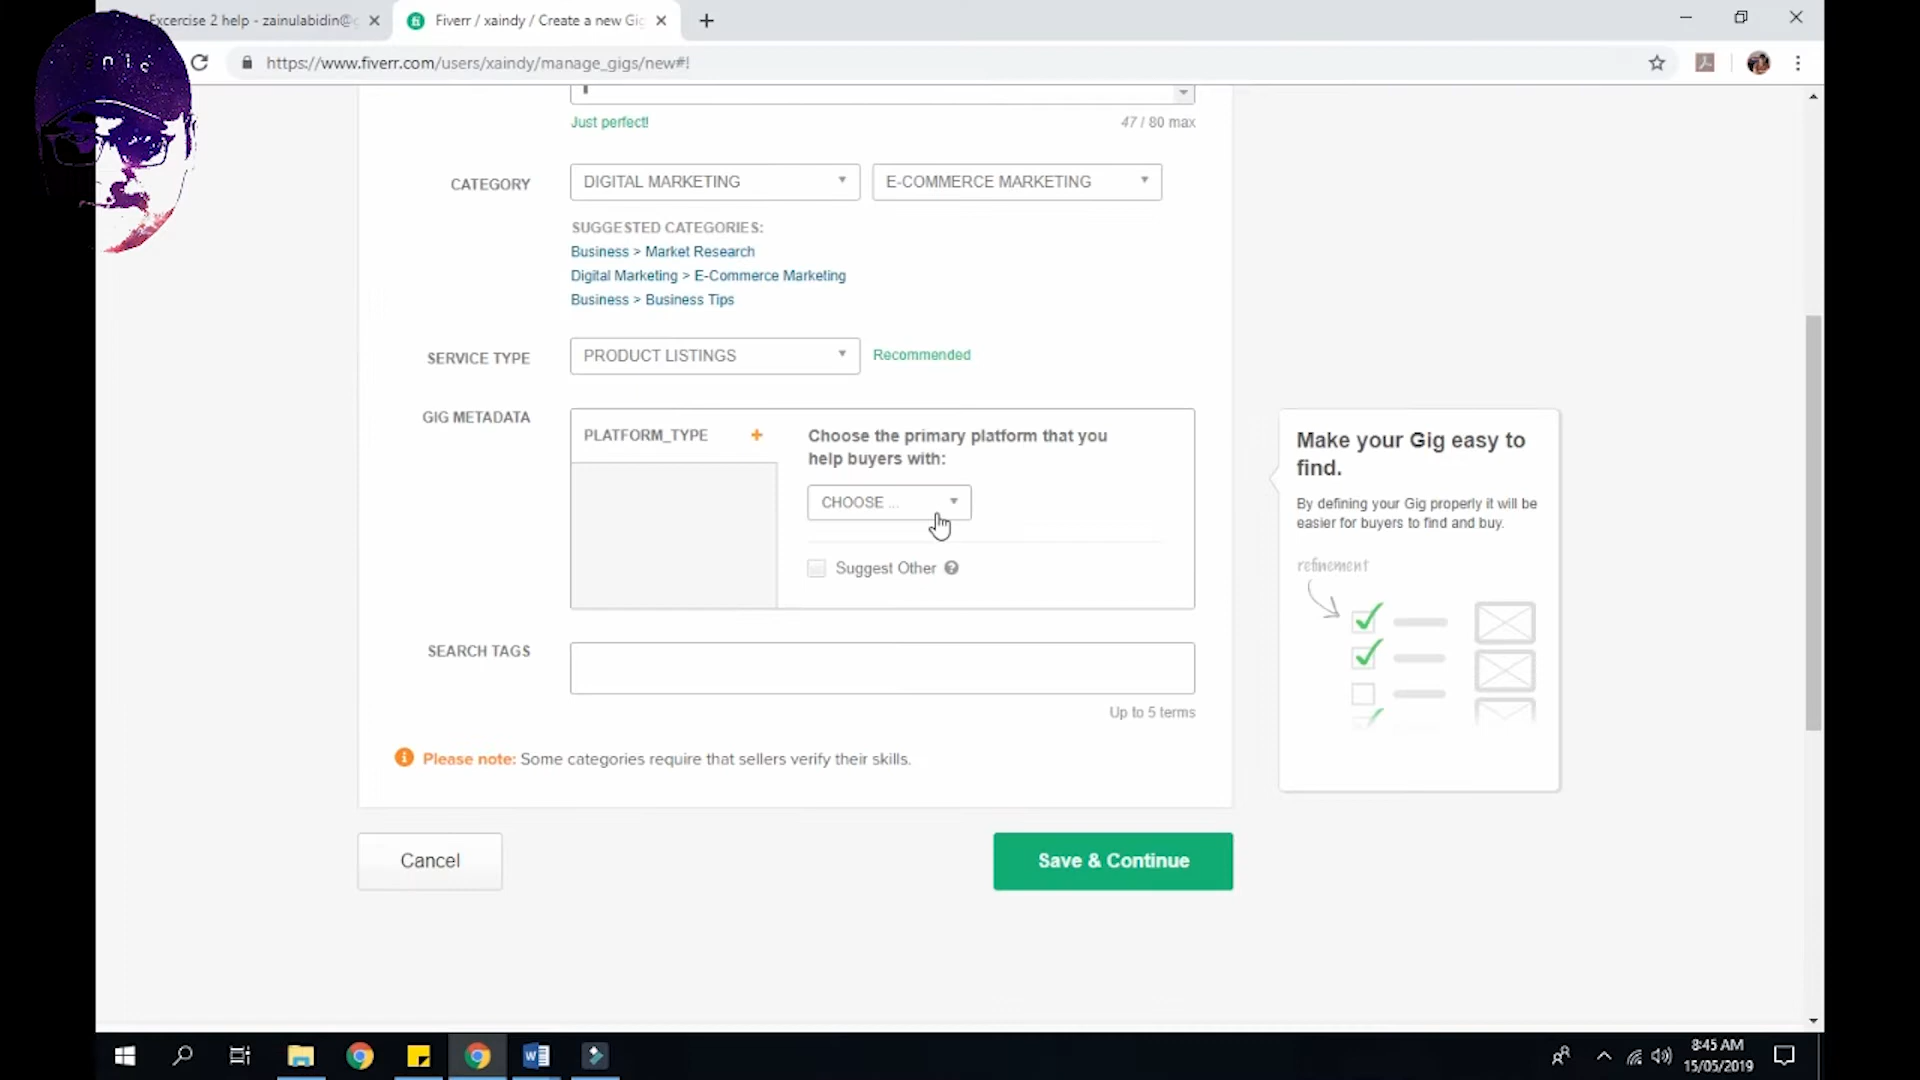 Excercise 2 help - zainulabidin@
Fiverr / xaindy / Create a new Gig
https://www.fiverr.com/users/xaindy/manage_gigs/new#!
Just perfect!
47 / 80 max
CATEGORY
DIGITAL MARKETING
E-COMMERCE MARKETING
SUGGESTED CATEGORIES:
Business > Market Research
Digital Marketing > E-Commerce Marketing
Business > Business Tips
SERVICE TYPE
PRODUCT LISTINGS
Recommended
GIG METADATA
PLATFORM_TYPE +
Choose the primary platform that you
help buyers with:
CHOOSE ...
Suggest Other
SEARCH TAGS
Up to 5 terms
Please note: Some categories require that sellers verify their skills.
Cancel
Save & Continue
Make your Gig easy to
find.
By defining your Gig properly it will be
easier for buyers to find and buy.
refinement
8:45 AM
15/05/2019